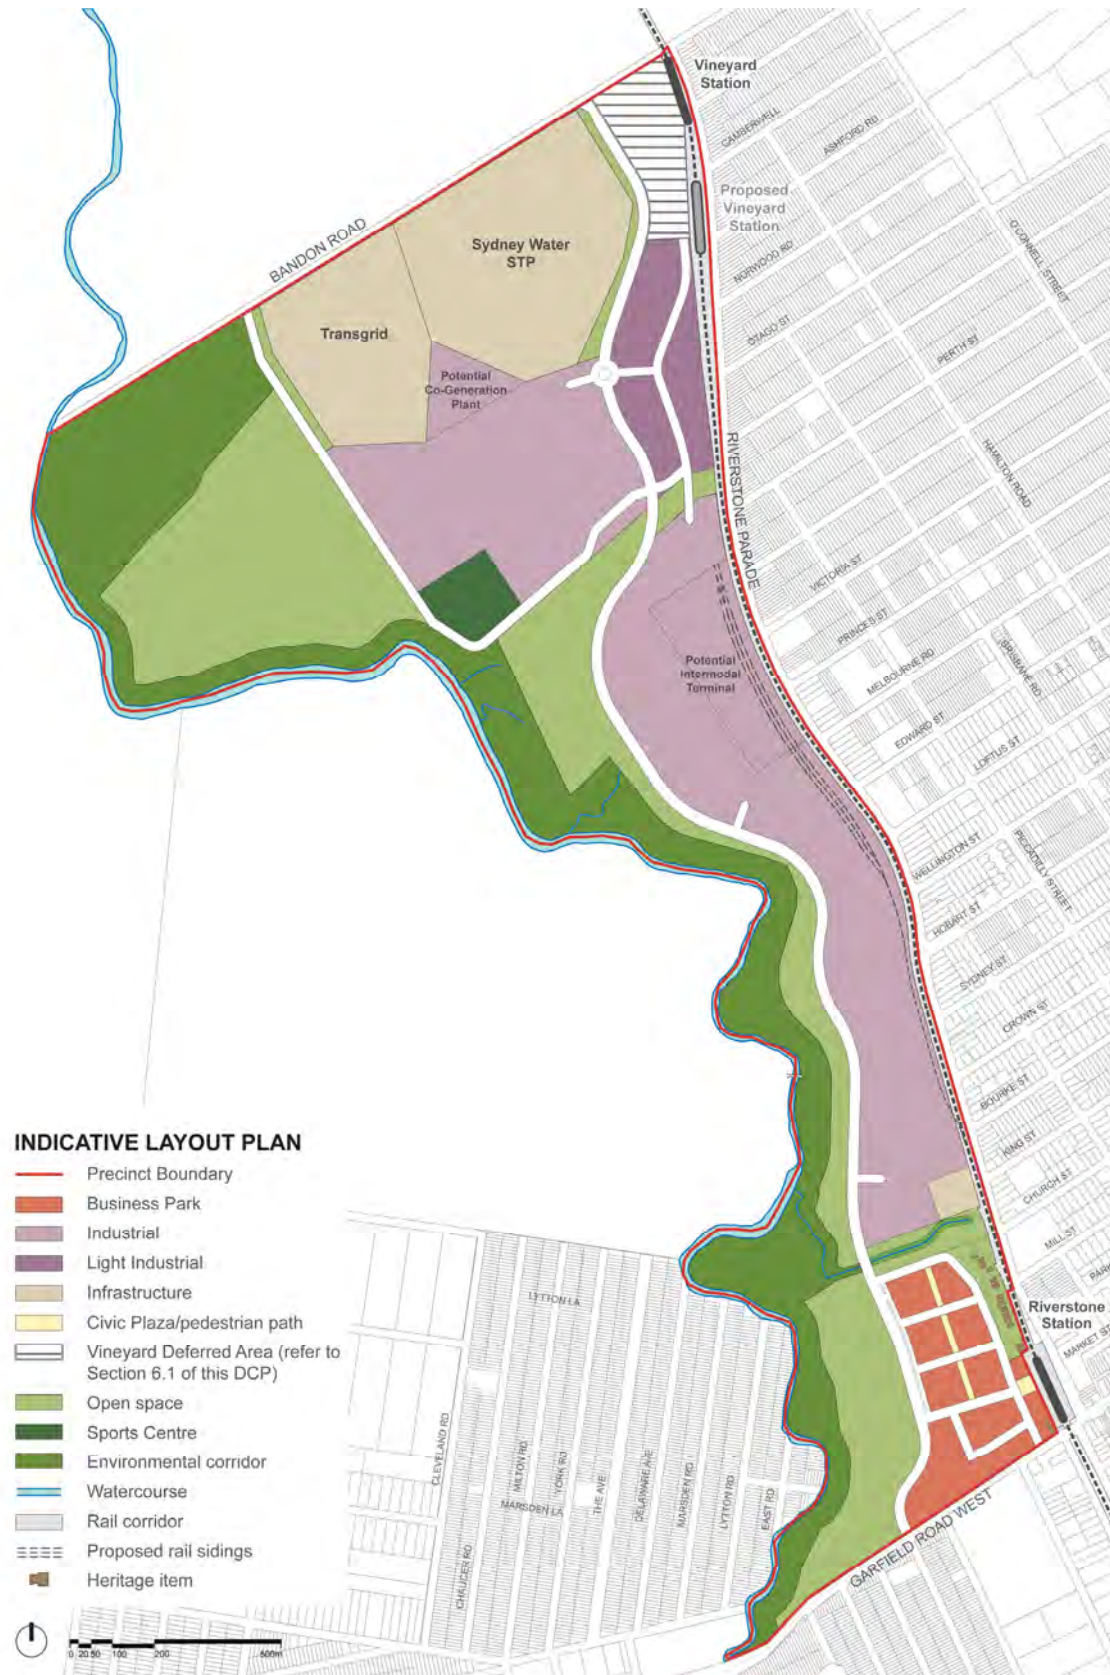 Vineyard
Station
CAMBERWELL
ASHFORD RD
Proposed
Vineyard
Station
O'CONNELL STREET
BANDON ROAD
Sydney Water
STP
NORWOOD RD
Transgrid
OTAGO ST
PERTH ST
Potential
Co-Generation
Plant
HAMILTON ROAD
RIVERSTONE PARADE
VICTORIA ST
PRINCES ST
Potential
Intermodal
Terminal
MELBOURNE RD
BRISBANE RD
EDWARD ST
LOFTUS ST
WELLINGTON ST
PICCADILLY STREET
HOBART ST
SYDNEY ST
CROWN ST
BOURKE ST
KING ST
CHURCH ST
MILL ST
PARK
Riverstone
Station
MARKET ST
GARFIELD ROAD WEST
LYTTON LA
CLEVELAND RD
CHAUCER RD
MILTON RD
YORK RD
MARSDEN LA
THE AVE
DELAWARE AVE
MARSDEN RD
LYTTON RD
EAST RD
INDICATIVE LAYOUT PLAN
Precinct Boundary
Business Park
Industrial
Light Industrial
Infrastructure
Civic Plaza/pedestrian path
Vineyard Deferred Area (refer to
Section 6.1 of this DCP)
Open space
Sports Centre
Environmental corridor
Watercourse
Rail corridor
Proposed rail sidings
Heritage item
0 20 50 100 200 500m